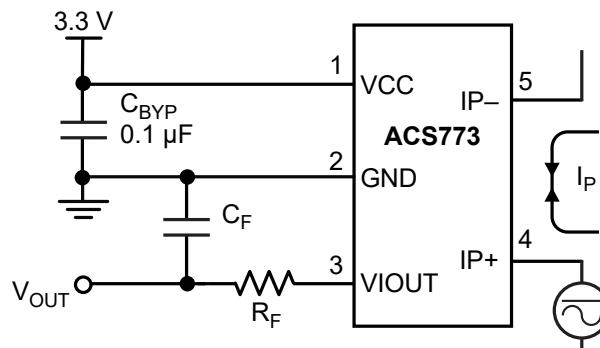 3.3 V
1
VCC
5
C_BYP
IP–
0.1 µF
ACS773
2
GND
I_P
C_F
4
3
IP+
VIOUT
V_OUT
R_F